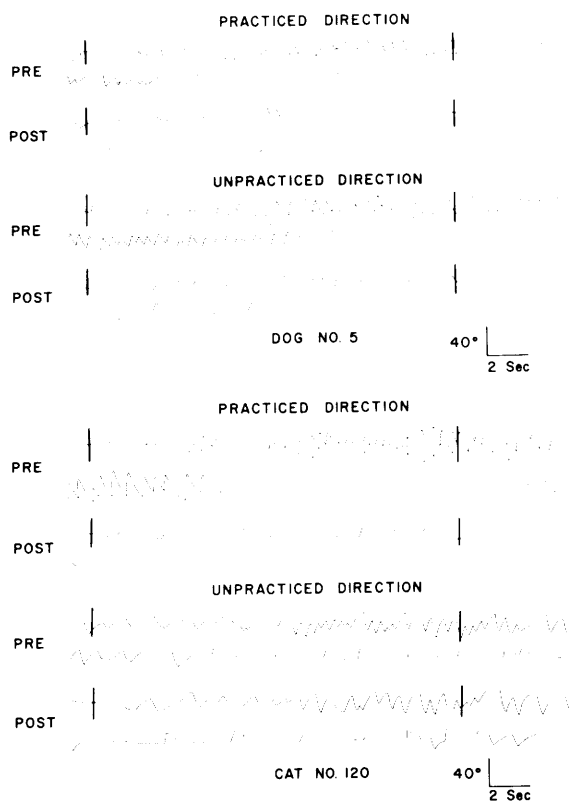 PRACTICED DIRECTION
PRE
POST
UNPRACTICED DIRECTION
PRE
POST
DOG NO. 5
40°
2 Sec
PRACTICED DIRECTION
PRE
POST
UNPRACTICED DIRECTION
PRE
POST
CAT NO. 120
40°
2 Sec